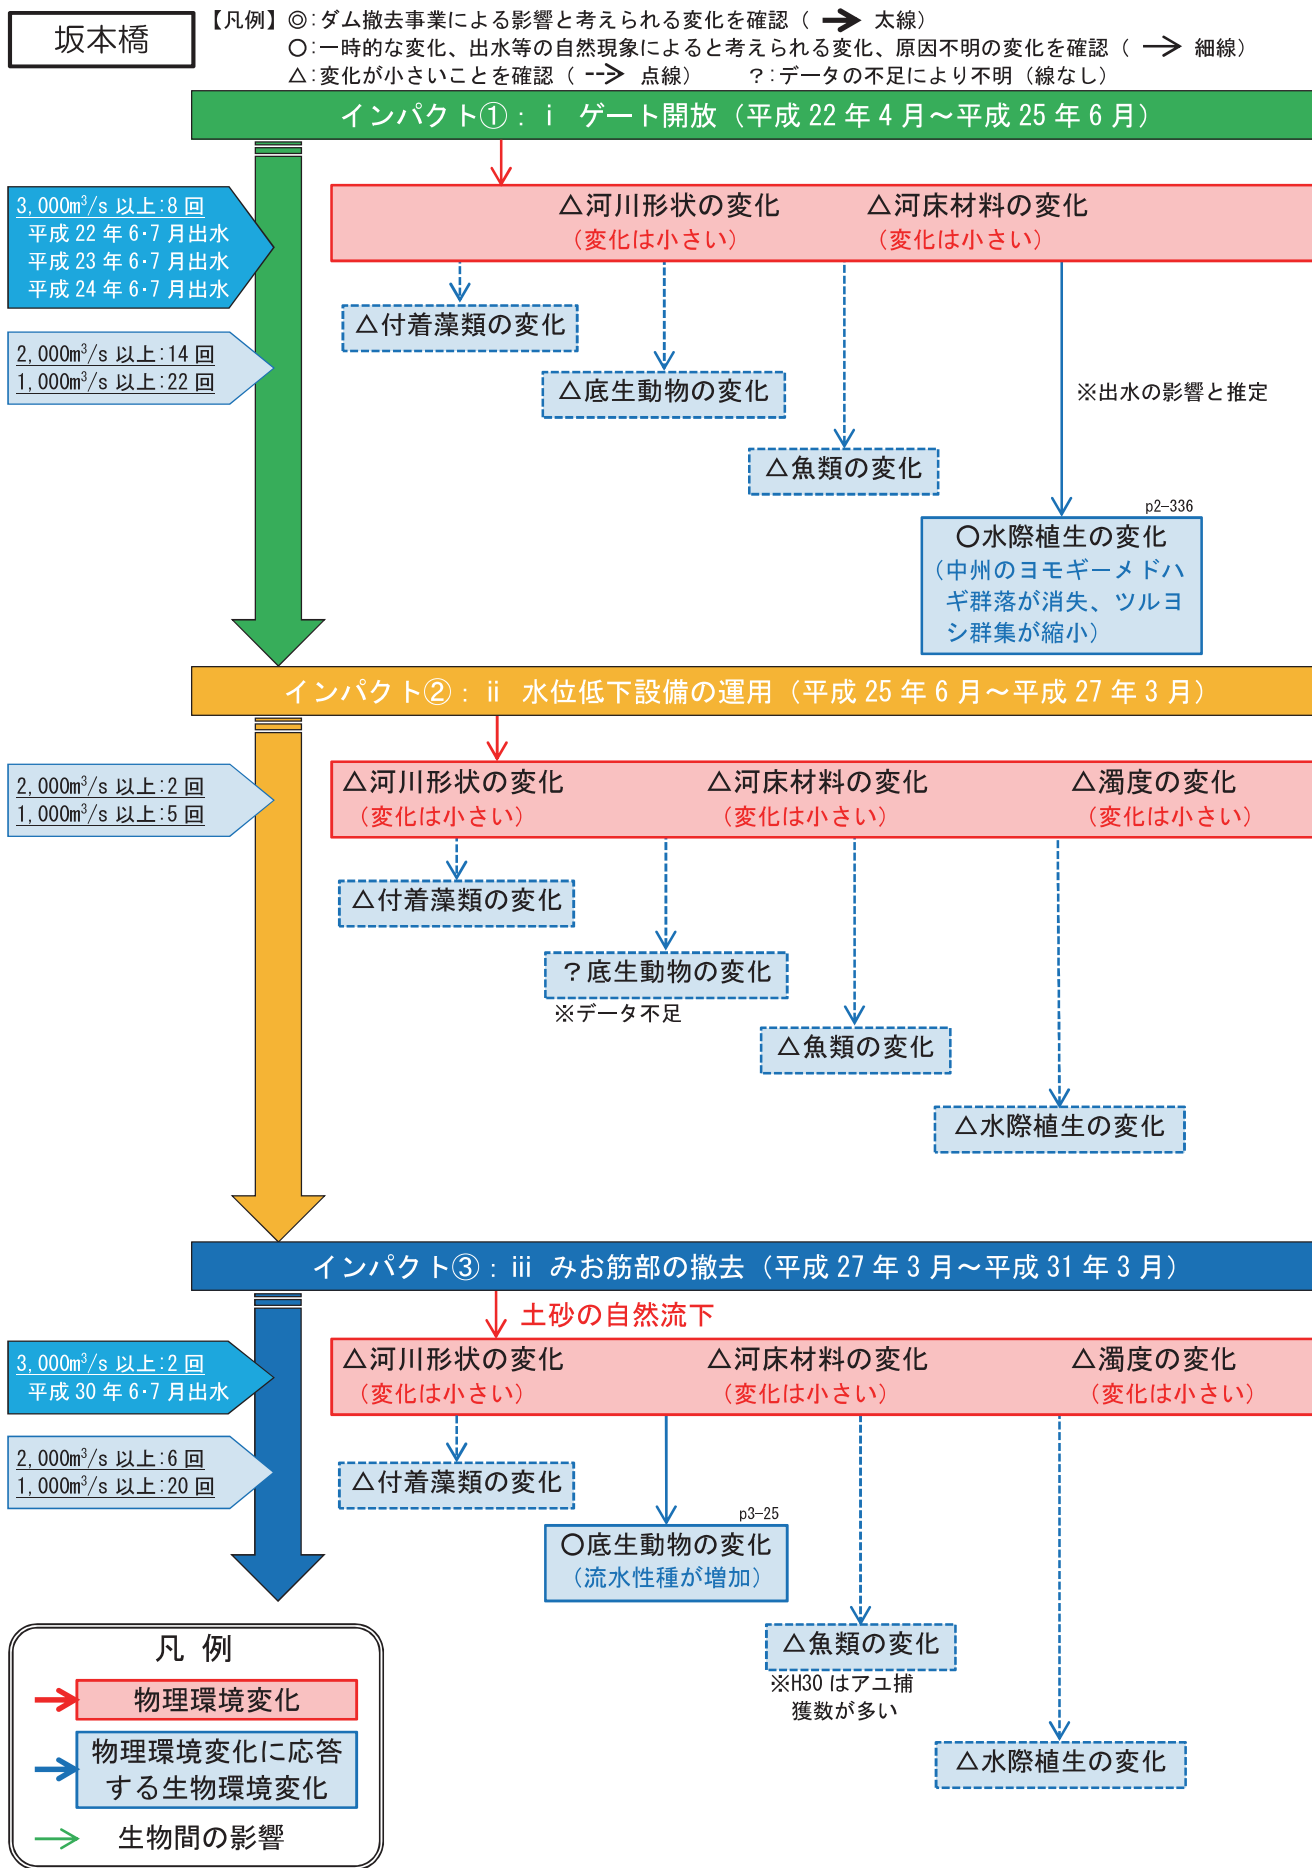 坂本橋
【凡例】◎:ダム撤去事業による影響と考えられる変化を確認( 太線)
○:一時的な変化、出水等の自然現象によると考えられる変化、原因不明の変化を確認( 細線)
△:変化が小さいことを確認( 点線) ?:データの不足により不明(線なし)
インパクト①:ⅰ ゲート開放(平成22年4月~平成25年6月)
3,000m³/s 以上:8回
平成22年6・7月出水
平成23年6・7月出水
平成24年6・7月出水
2,000m³/s 以上:14回
1,000m³/s 以上:22回
△河川形状の変化 △河床材料の変化
(変化は小さい) (変化は小さい)
△付着藻類の変化
△底生動物の変化
※出水の影響と推定
△魚類の変化
p2-336
○水際植生の変化
(中州のヨモギーメドハ
ギ群落が消失、ツルヨ
シ群集が縮小)
インパクト②:ⅱ 水位低下設備の運用(平成25年6月~平成27年3月)
2,000m³/s 以上:2回
1,000m³/s 以上:5回
△河川形状の変化 △河床材料の変化 △濁度の変化
(変化は小さい) (変化は小さい) (変化は小さい)
△付着藻類の変化
?底生動物の変化
※データ不足
△魚類の変化
△水際植生の変化
インパクト③:ⅲ みお筋部の撤去(平成27年3月~平成31年3月)
土砂の自然流下
3,000m³/s 以上:2回
平成30年6・7月出水
2,000m³/s 以上:6回
1,000m³/s 以上:20回
△河川形状の変化 △河床材料の変化 △濁度の変化
(変化は小さい) (変化は小さい) (変化は小さい)
△付着藻類の変化
p3-25
○底生動物の変化
(流水性種が増加)
△魚類の変化
※H30はアユ捕
獲数が多い
△水際植生の変化
凡 例
物理環境変化
物理環境変化に応答
する生物環境変化
生物間の影響